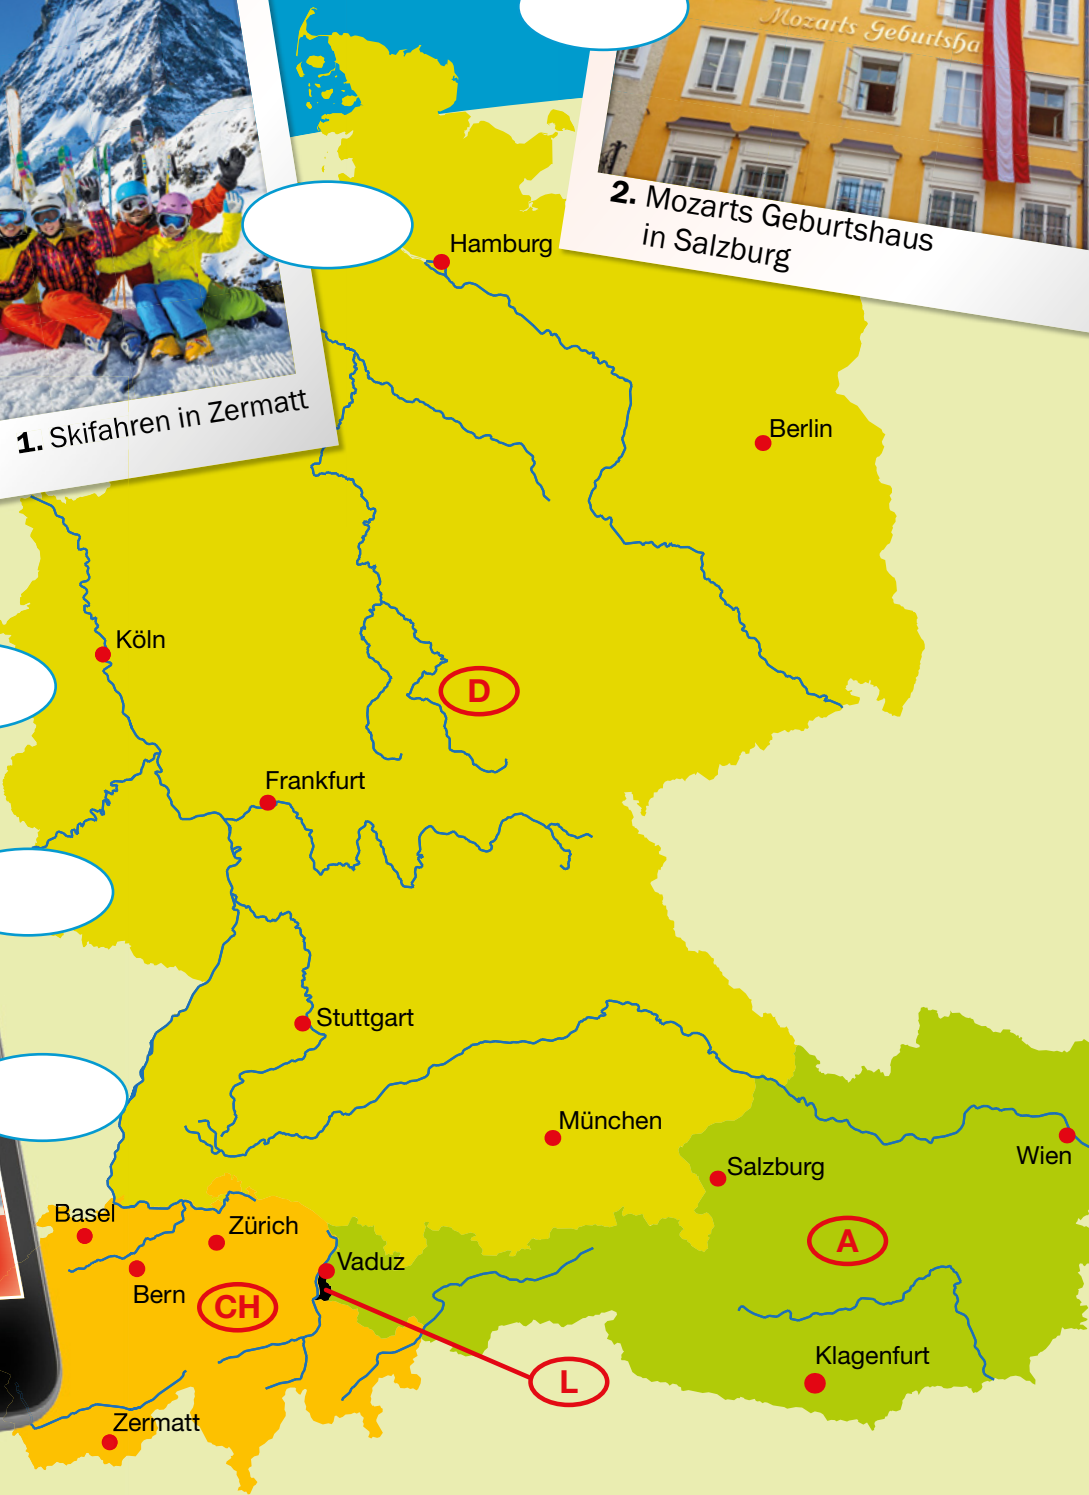 Mozarts Geburtsha
2. Mozarts Geburtshaus
in Salzburg
Hamburg
1. Skifahren in Zermatt
Berlin
Köln
D
Frankfurt
Stuttgart
München
Wien
Salzburg
Basel
Zürich
A
Vaduz
Bern
CH
Klagenfurt
L
Zermatt